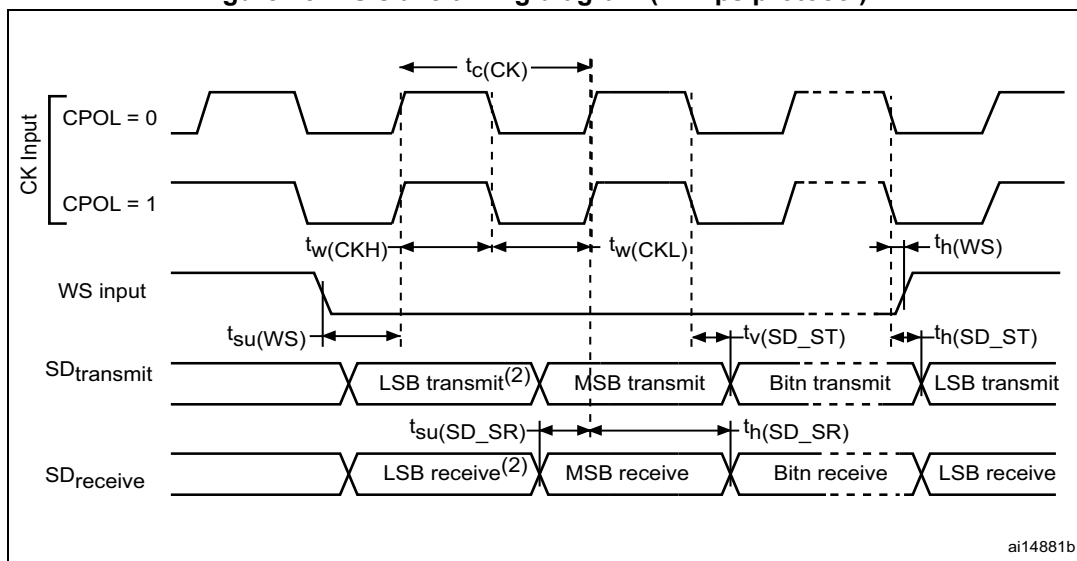 tc(CK)
CK Input
CPOL = 0
CPOL = 1
tw(CKH)
tw(CKL)
th(WS)
WS input
tsu(WS)
tv(SD_ST)
th(SD_ST)
SDtransmit
LSB transmit(2)
MSB transmit
Bitn transmit
LSB transmit
tsu(SD_SR)
th(SD_SR)
SDreceive
LSB receive(2)
MSB receive
Bitn receive
LSB receive
ai14881b